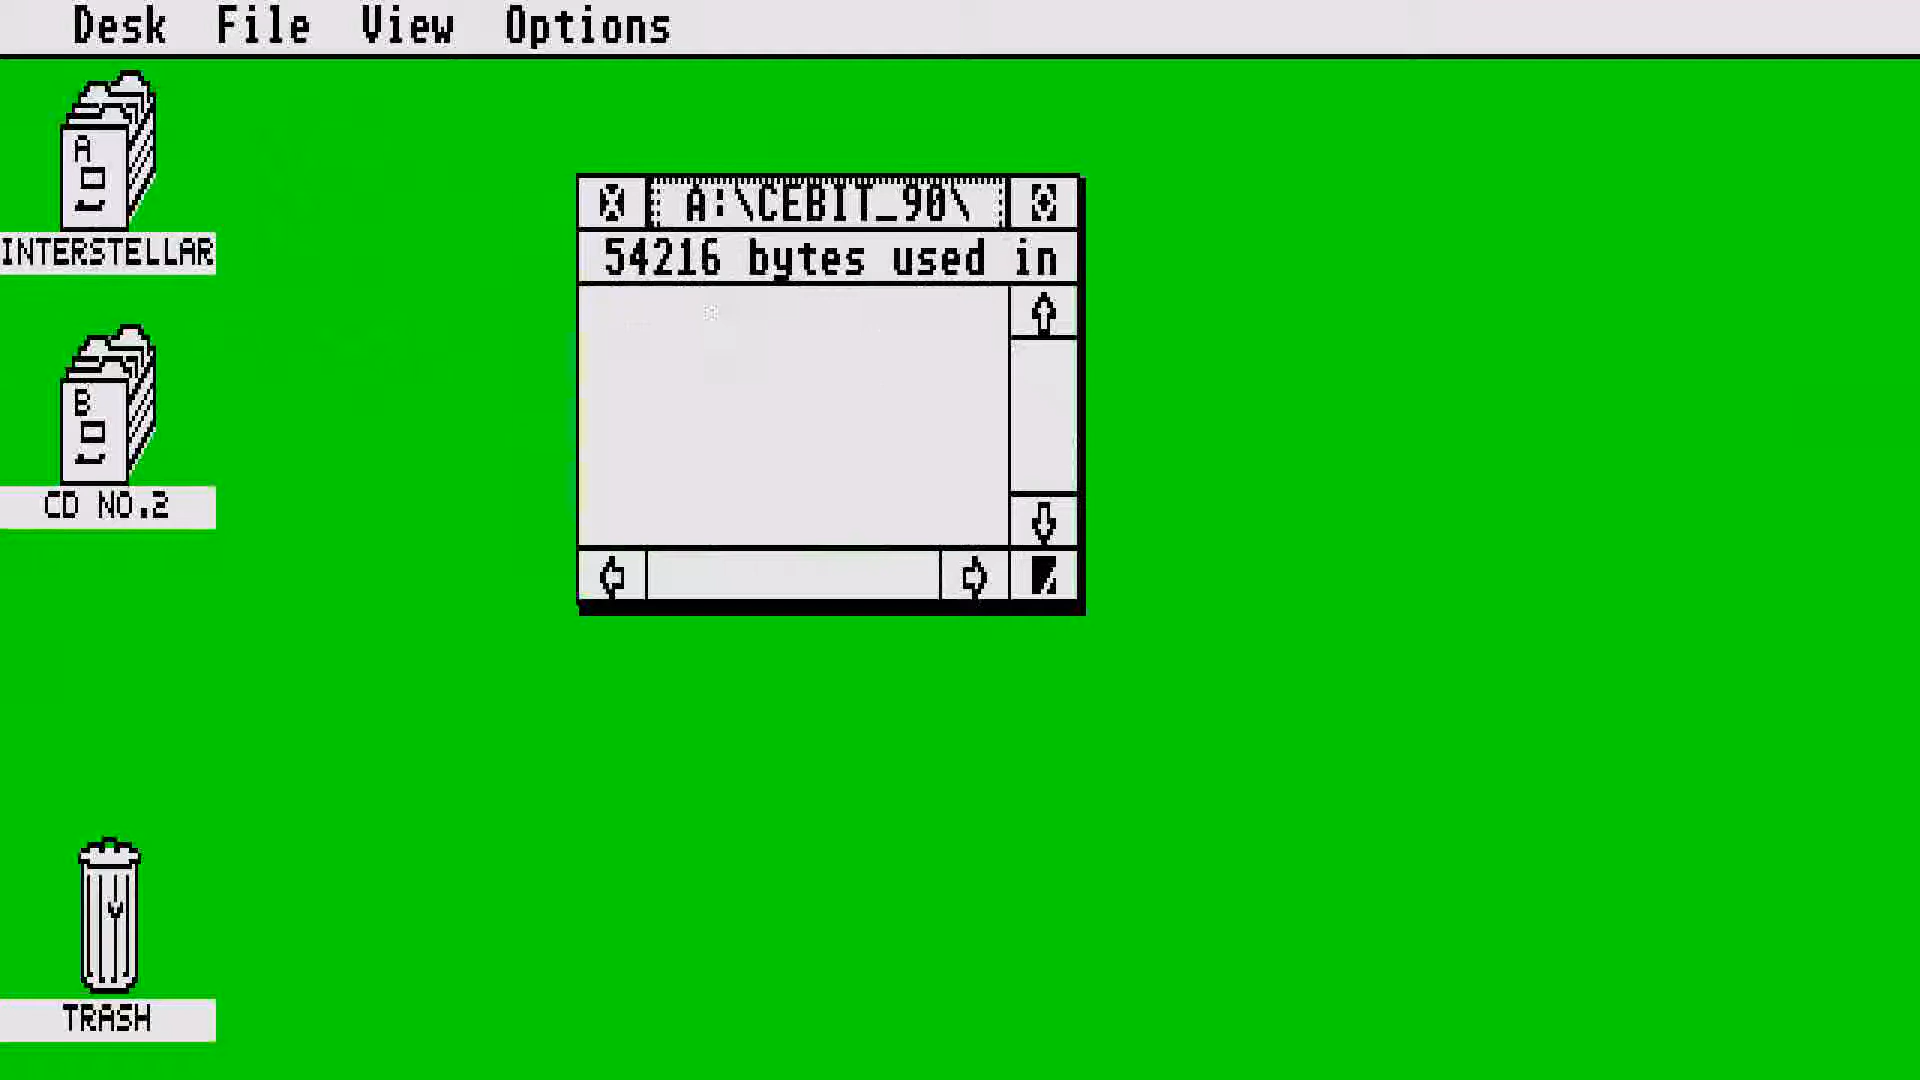 Desk File View Options
A
INTERSTELLAR
A:\CEBIT_90\
54216 bytes used in
B
CD NO.2
TRASH